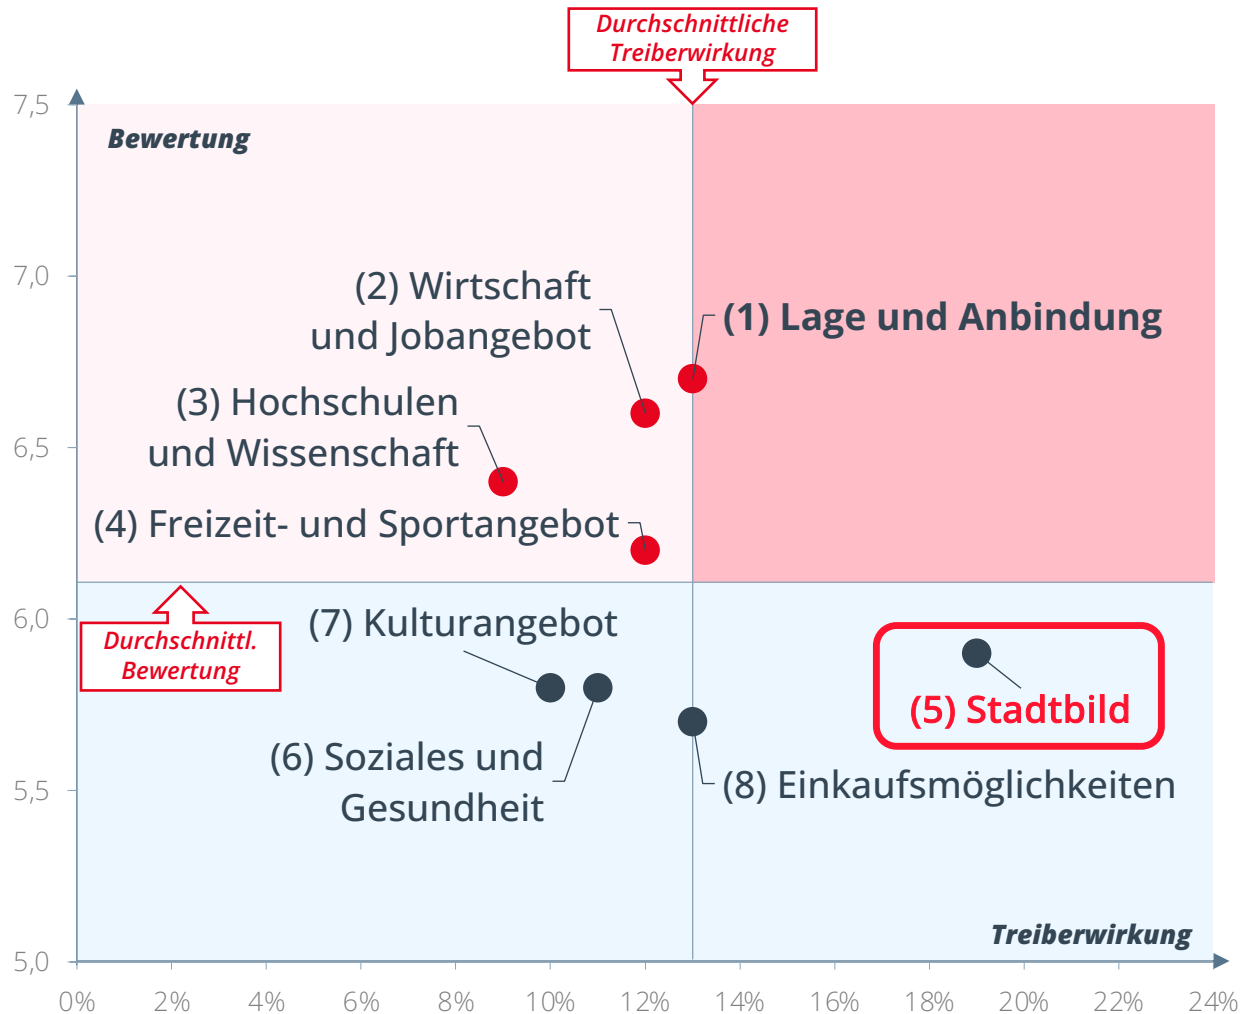 Durchschnittliche
Treiberwirkung
7,5
Bewertung
7,0
(2) Wirtschaft
und Jobangebot
(1) Lage und Anbindung
(3) Hochschulen
und Wissenschaft
6,5
(4) Freizeit- und Sportangebot
6,0
(7) Kulturangebot
Durchschnittl.
Bewertung
(5) Stadtbild
(6) Soziales und
Gesundheit
(8) Einkaufsmöglichkeiten
5,5
Treiberwirkung
5,0
0% 2% 4% 6% 8% 10% 12% 14% 16% 18% 20% 22% 24%